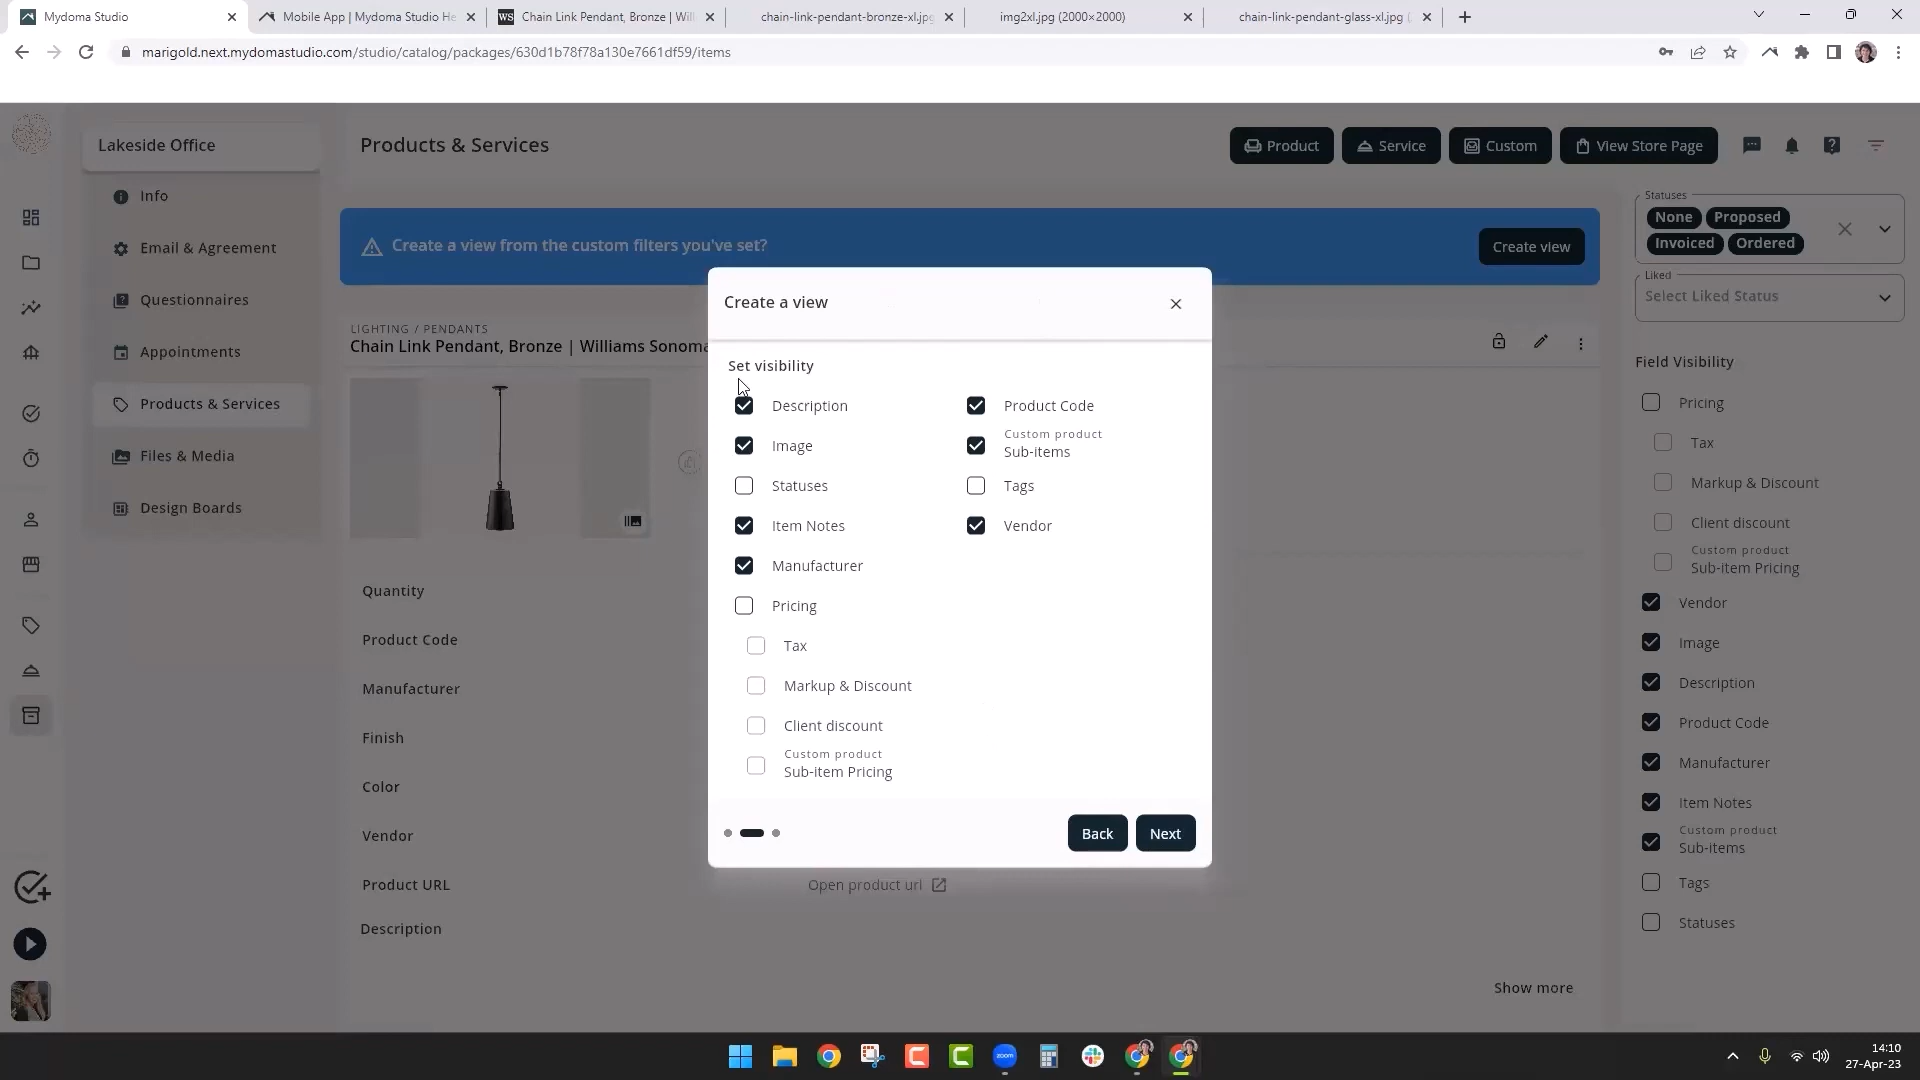 Mydoma Studio
Mobile App | Mydoma Studio He
WS Chain Link Pendant, Bronze | Will
chain-link-pendant-bronze-xl.jpg
img2xl.jpg (2000×2000)
chain-link-pendant-glass-xl.jpg (
marigold.next.mydomastudio.com/studio/catalog/packages/630d1b78f78a130e7661df59/items
Lakeside Office
Info
Email & Agreement
Questionnaires
Appointments
Products & Services
Files & Media
Design Boards
Products & Services
Product
Service
Custom
View Store Page
Create a view from the custom filters you've set?
Create view
LIGHTING / PENDANTS
Chain Link Pendant, Bronze | Williams Sonoma
Quantity
Product Code
Manufacturer
Finish
Color
Vendor
Product URL
Open product url
Description
Show more
Create a view
Set visibility
Description
Image
Statuses
Item Notes
Manufacturer
Pricing
Tax
Markup & Discount
Client discount
Custom product
Sub-item Pricing
Product Code
Custom product
Sub-items
Tags
Vendor
Back
Next
Statuses
None Proposed
Invoiced Ordered
Liked
Select Liked Status
Field Visibility
Pricing
Tax
Markup & Discount
Client discount
Custom product
Sub-item Pricing
Vendor
Image
Description
Product Code
Manufacturer
Item Notes
Custom product
Sub-items
Tags
Statuses
zoom
14:10
27-Apr-23